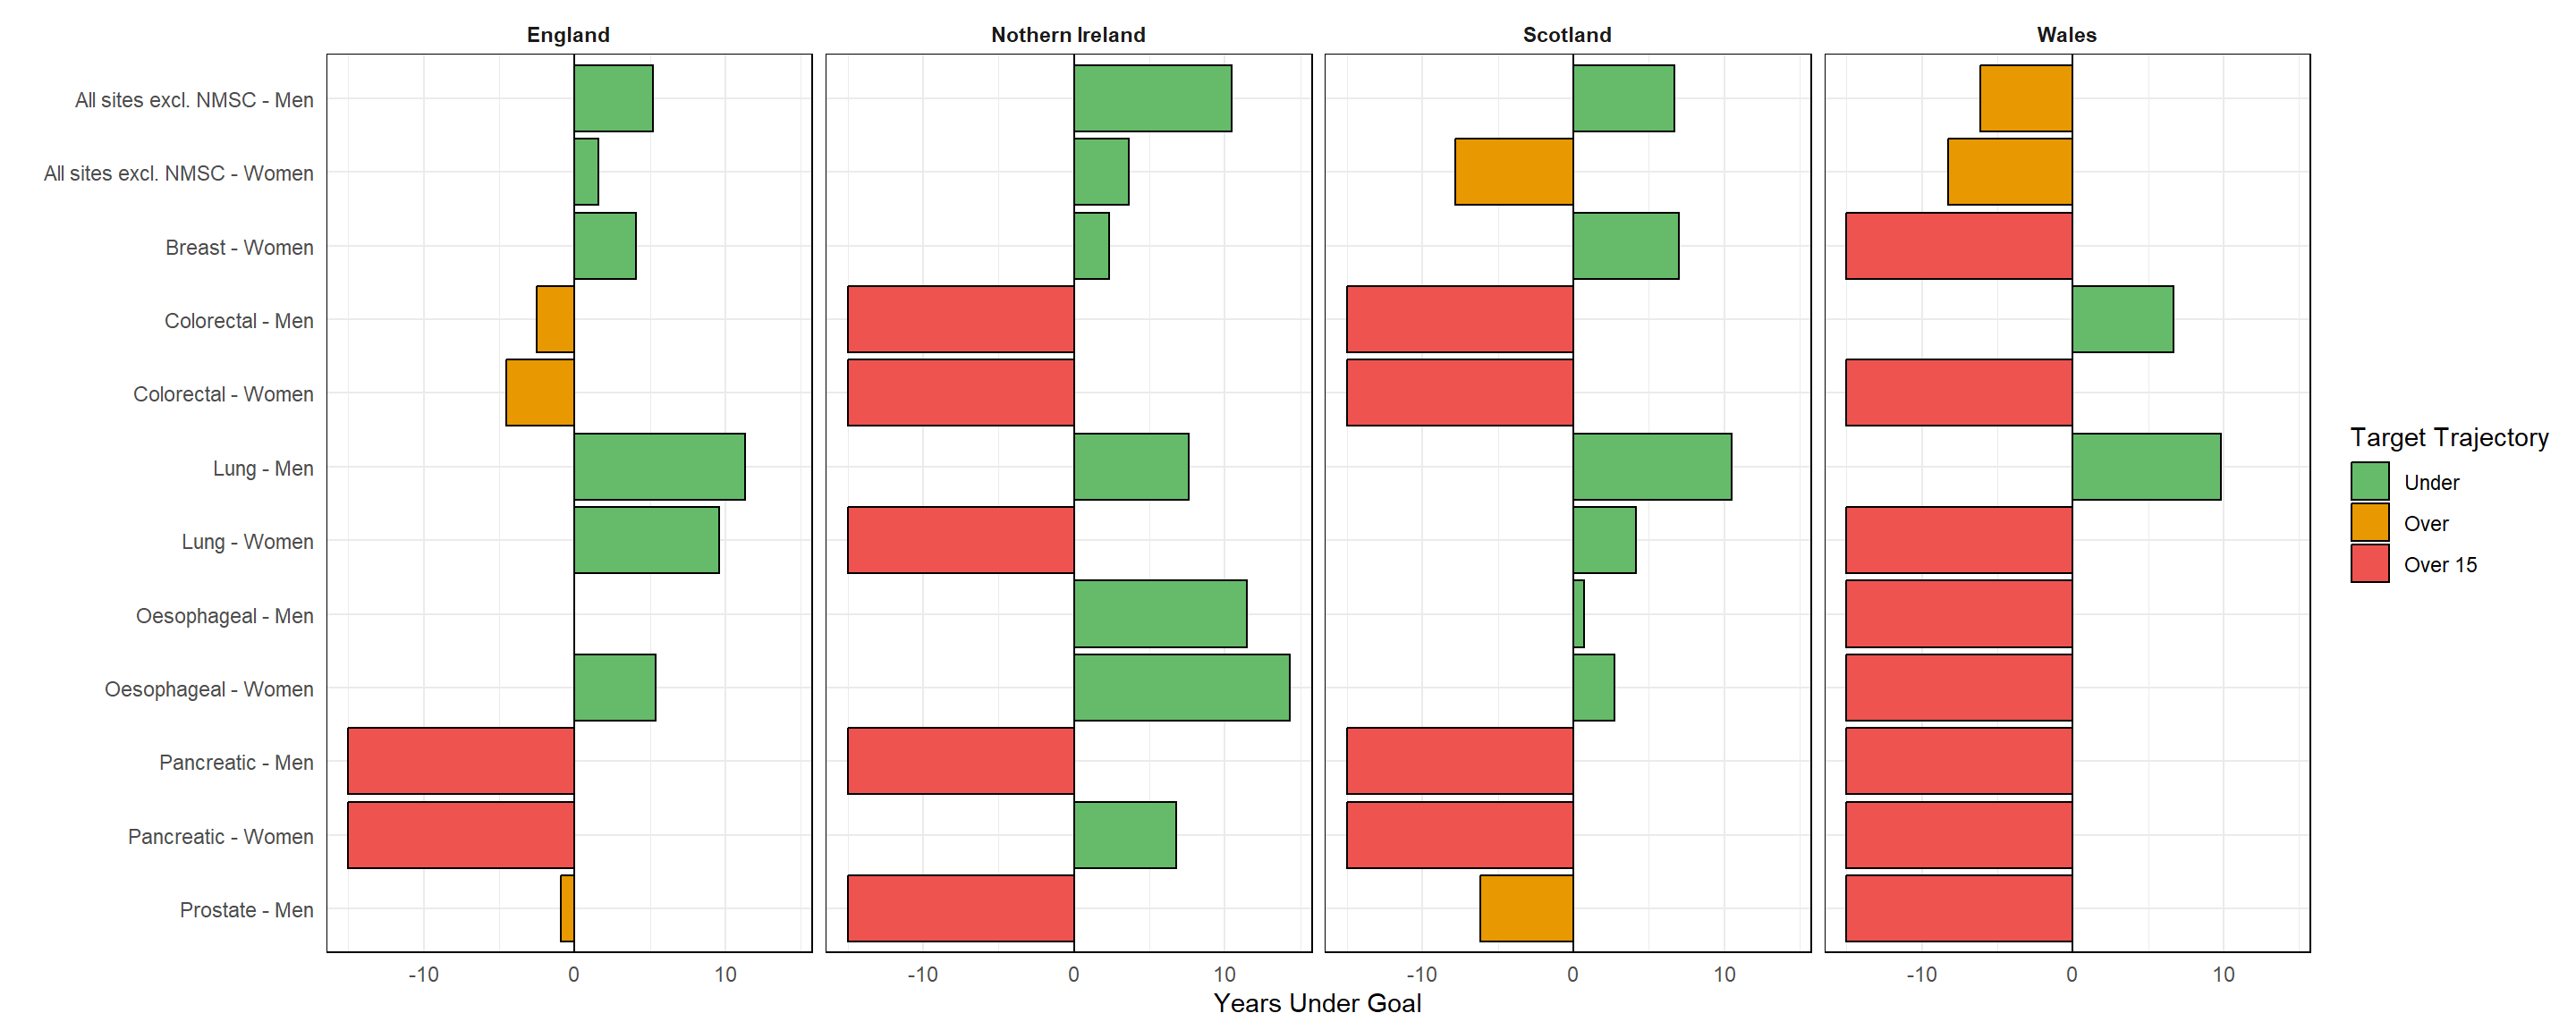 England
Nothern Ireland
Scotland
Wales
All sites excl. NMSC - Men
All sites excl. NMSC - Women
Breast - Women
Colorectal - Men
Colorectal - Women
Lung - Men
Lung - Women
Oesophageal - Men
Oesophageal - Women
Pancreatic - Men
Pancreatic - Women
Prostate - Men
-10 0 10
-10 0 10
-10 0 10
-10 0 10
Years Under Goal
Target Trajectory
Under
Over
Over 15